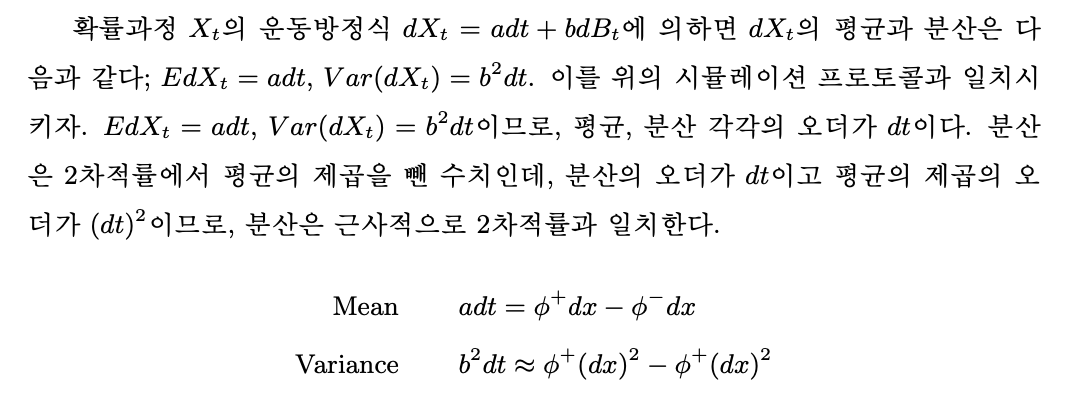 확률과정 $X_t$의 운동방정식 $dX_t = adt + bdB_t$에 의하면 $dX_t$의 평균과 분산은 다
음과 같다; $EdX_t = adt$, $Var(dX_t) = b^2dt$. 이를 위의 시뮬레이션 프로토콜과 일치시
키자. $EdX_t = adt$, $Var(dX_t) = b^2dt$이므로, 평균, 분산 각각의 오더가 $dt$이다. 분산
은 2차적률에서 평균의 제곱을 뺀 수치인데, 분산의 오더가 $dt$이고 평균의 제곱의 오
더가 $(dt)^2$이므로, 분산은 근사적으로 2차적률과 일치한다.
Mean $adt = \phi^+dx - \phi^-dx$
Variance $b^2dt \approx \phi^+(dx)^2 - \phi^+(dx)^2$